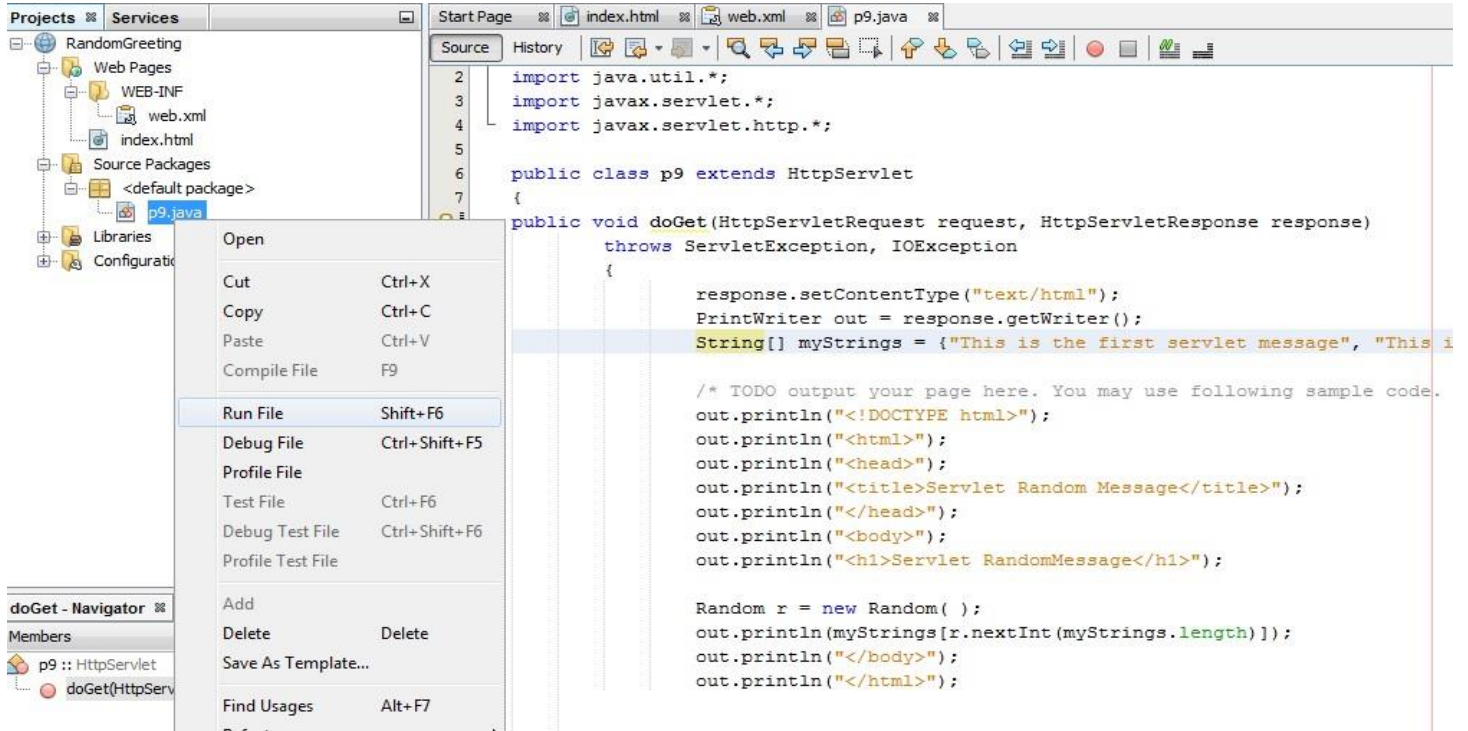 Projects Services
RandomGreeting
Web Pages
WEB-INF
web.xml
index.html
Source Packages
<default package>
p9.java
Libraries
Configuratio
Open
Cut Ctrl+X
Copy Ctrl+C
Paste Ctrl+V
Compile File F9
Run File Shift+F6
Debug File Ctrl+Shift+F5
Profile File
Test File Ctrl+F6
Debug Test File Ctrl+Shift+F6
Profile Test File
Add
Delete Delete
Save As Template...
Find Usages Alt+F7
doGet - Navigator
Members
p9 :: HttpServlet
doGet(HttpServ
Start Page index.html web.xml p9.java
Source History
2 import java.util.*;
3 import javax.servlet.*;
4 import javax.servlet.http.*;
5
6 public class p9 extends HttpServlet
7 {
public void doGet(HttpServletRequest request, HttpServletResponse response)
throws ServletException, IOException
{
response.setContentType("text/html");
PrintWriter out = response.getWriter();
String[] myStrings = {"This is the first servlet message", "This i
/* TODO output your page here. You may use following sample code.
out.println("<!DOCTYPE html>");
out.println("<html>");
out.println("<head>");
out.println("<title>Servlet Random Message</title>");
out.println("</head>");
out.println("<body>");
out.println("<h1>Servlet RandomMessage</h1>");
Random r = new Random( );
out.println(myStrings[r.nextInt(myStrings.length)]);
out.println("</body>");
out.println("</html>");